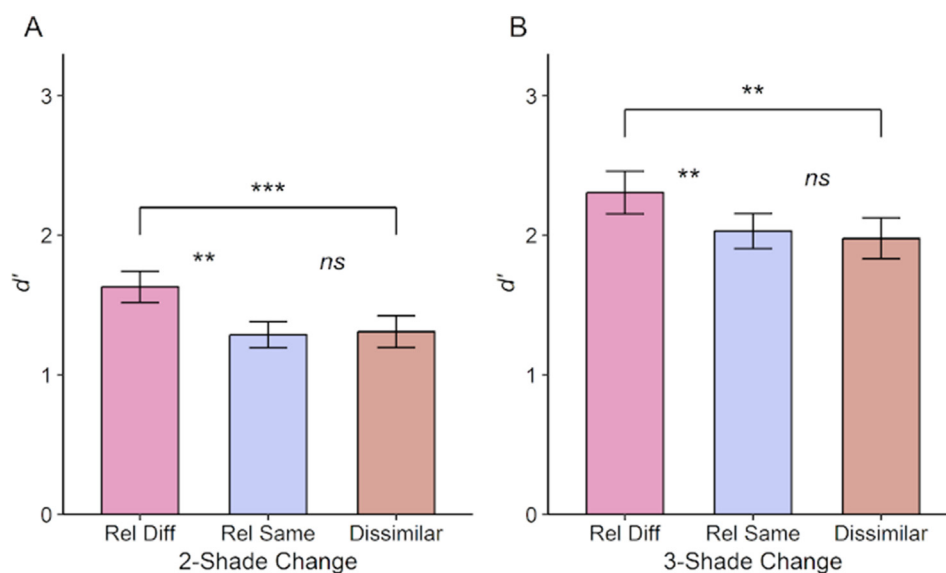 A
3
2
1
0
d′
***
**
ns
Rel Diff Rel Same Dissimilar
2-Shade Change
B
3
2
1
0
**
**
ns
Rel Diff Rel Same Dissimilar
3-Shade Change